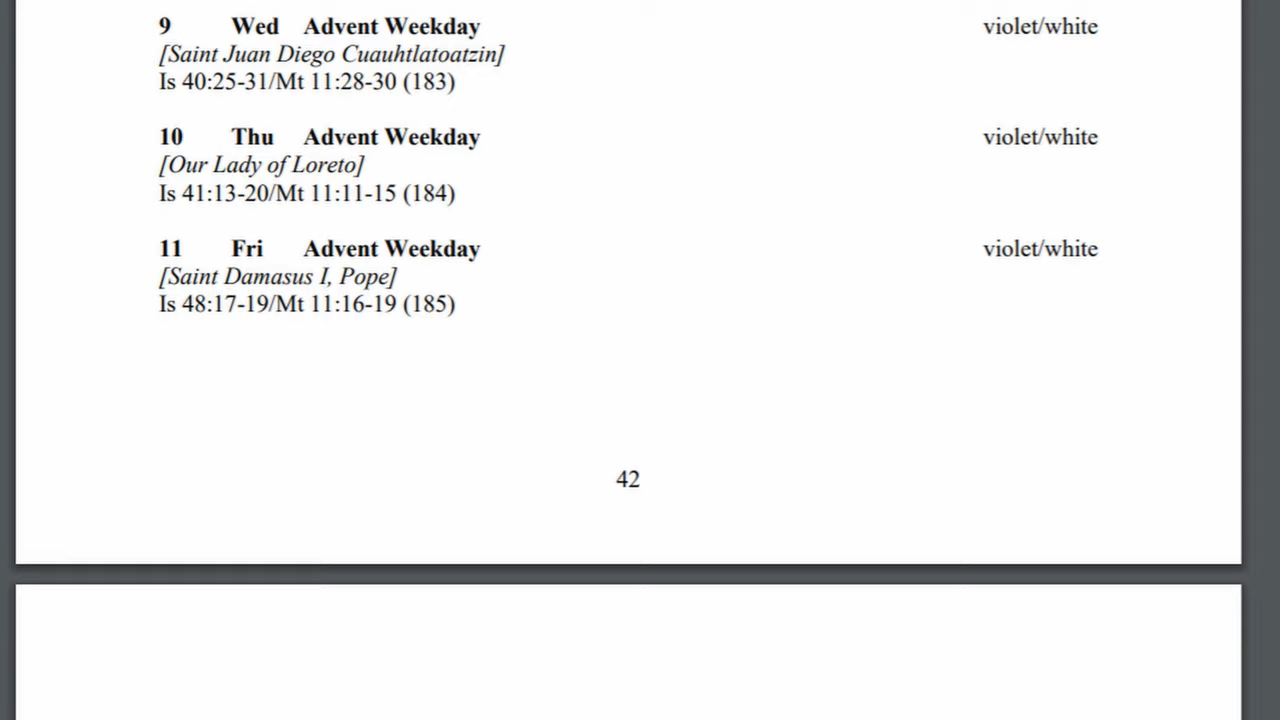 9 Wed Advent Weekday violet/white
[Saint Juan Diego Cuauhtlatoatzin]
Is 40:25-31/Mt 11:28-30 (183)
10 Thu Advent Weekday violet/white
[Our Lady of Loreto]
Is 41:13-20/Mt 11:11-15 (184)
11 Fri Advent Weekday violet/white
[Saint Damasus I, Pope]
Is 48:17-19/Mt 11:16-19 (185)
42